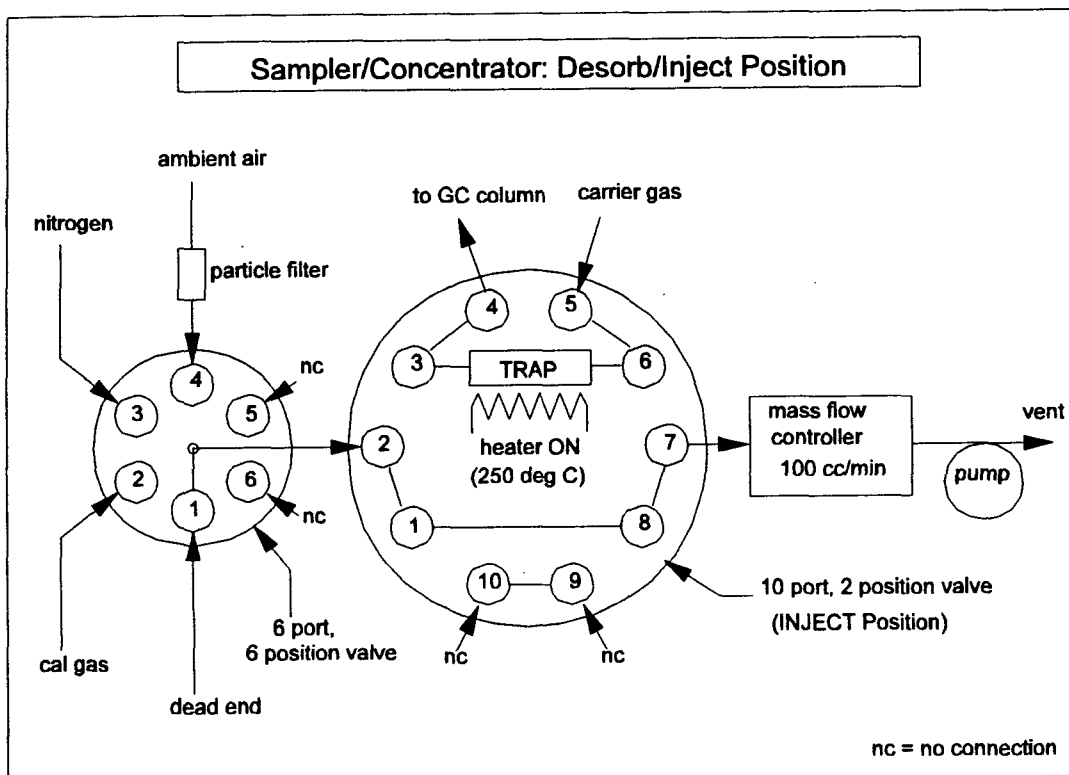 Sampler/Concentrator: Desorb/Inject Position
ambient air
to GC column
carrier gas
nitrogen
particle filter
4
5
3
TRAP
6
nc
4
3
5
mass flow
controller
100 cc/min
vent
heater ON
(250 deg C)
2
7
pump
2
6
1
nc
1
8
10
9
10 port, 2 position valve
(INJECT Position)
6 port,
6 position valve
nc
nc
cal gas
dead end
nc = no connection